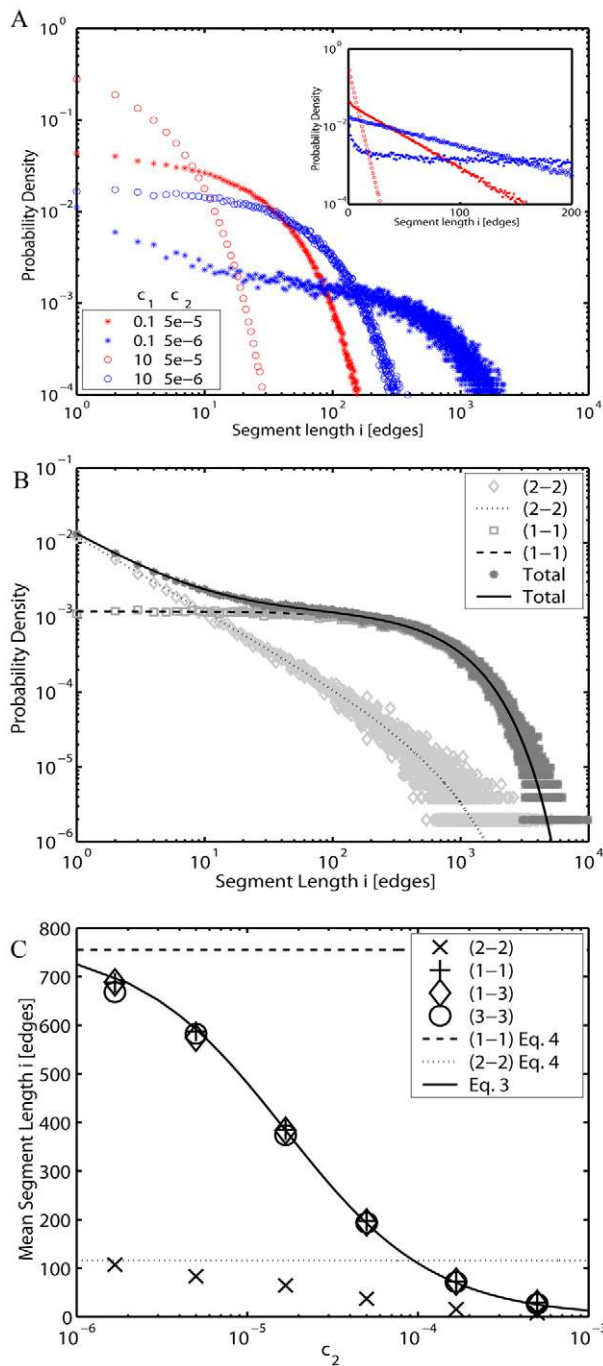 A
10^0
10^-1
10^-2
10^-3
10^-4
Probability Density
10^0
10^-2
10^-4
Probability Density
0 100 200
Segment length i [edges]
c_1 c_2
0.1 5e−5
0.1 5e−6
10 5e−5
10 5e−6
10^0 10^1 10^2 10^3 10^4
Segment length i [edges]
B
10^-1
10^-2
10^-3
10^-4
10^-5
10^-6
Probability Density
(2−2)
(2−2)
(1−1)
(1−1)
Total
Total
10^0 10^1 10^2 10^3 10^4
Segment Length i [edges]
C
800
700
600
500
400
300
200
100
0
Mean Segment Length i [edges]
(2−2)
(1−1)
(1−3)
(3−3)
(1−1) Eq. 4
(2−2) Eq. 4
Eq. 3
10^-6 10^-5 10^-4 10^-3
c_2